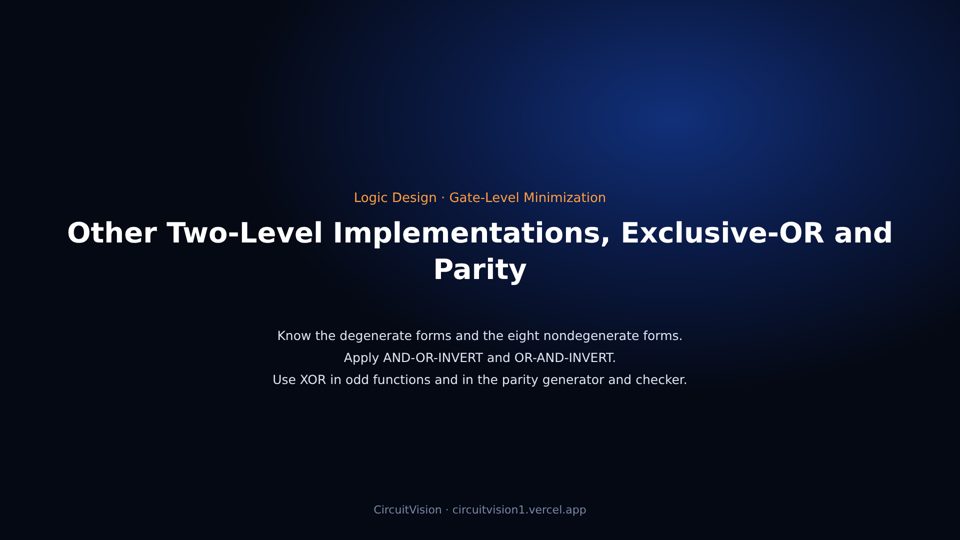 Logic Design · Gate-Level Minimization
Other Two-Level Implementations, Exclusive-OR and
Parity
Know the degenerate forms and the eight nondegenerate forms.
Apply AND-OR-INVERT and OR-AND-INVERT.
Use XOR in odd functions and in the parity generator and checker.
CircuitVision · circuitvision1.vercel.app